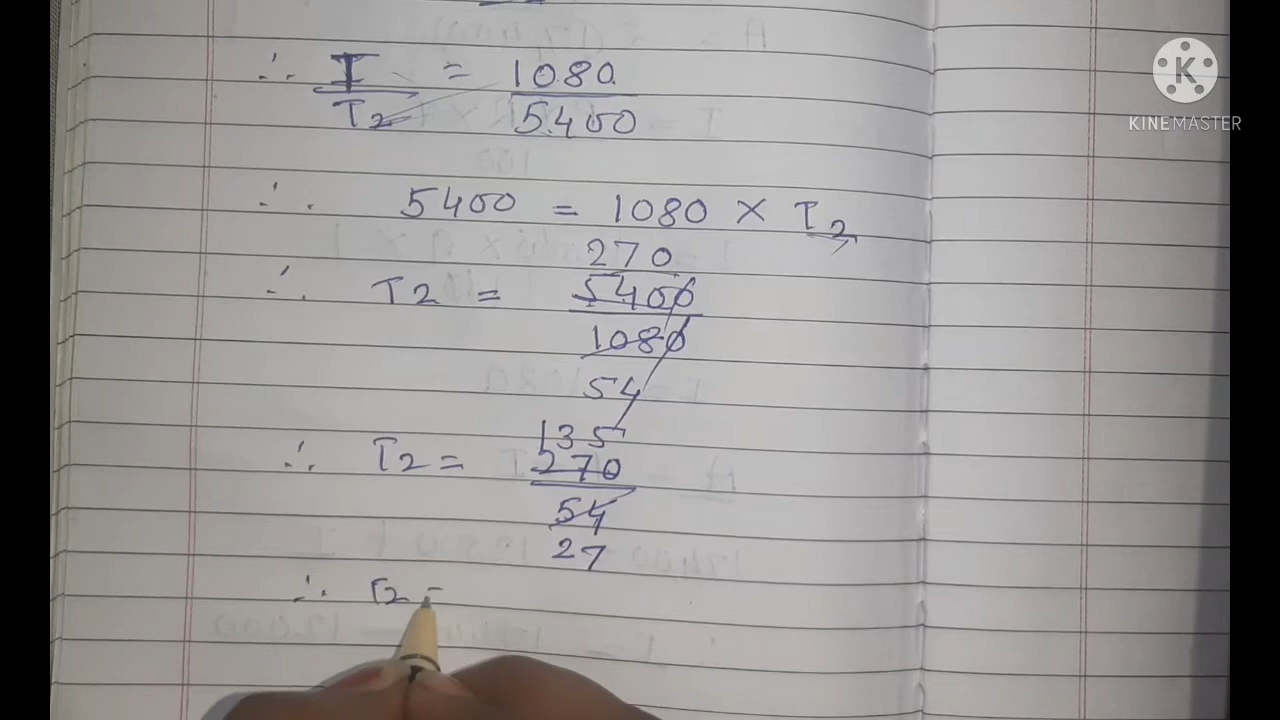 ∴ I/T2 = 1080/5400
K
KINEMASTER
∴ 5400 = 1080 × T2
270
∴ T2 = 5400/1080
54
135
∴ T2 = 270/54
27
∴ T2 =